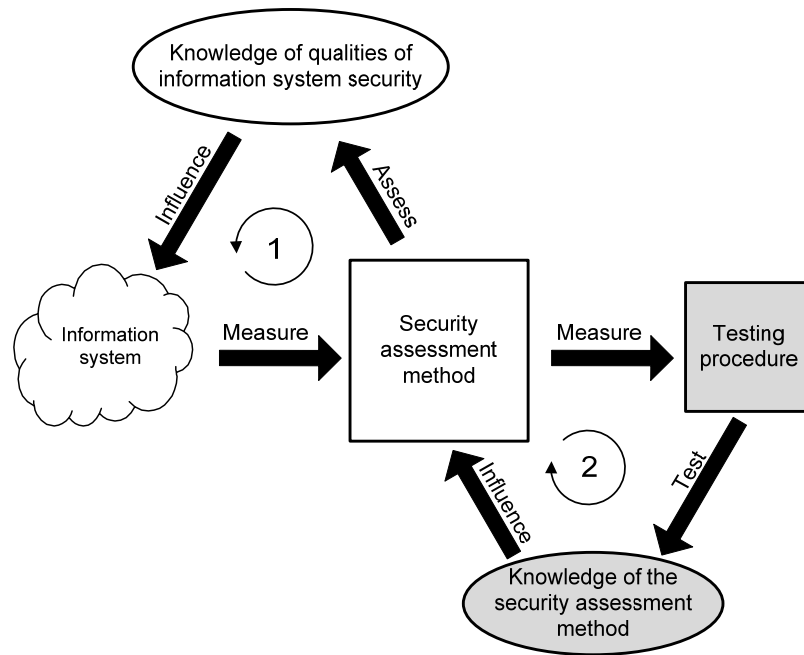 Knowledge of qualities of
information system security
Influence
Assess
1
Information
system
Measure
Security
assessment
method
Measure
Testing
procedure
2
Influence
Test
Knowledge of the
security assessment
method